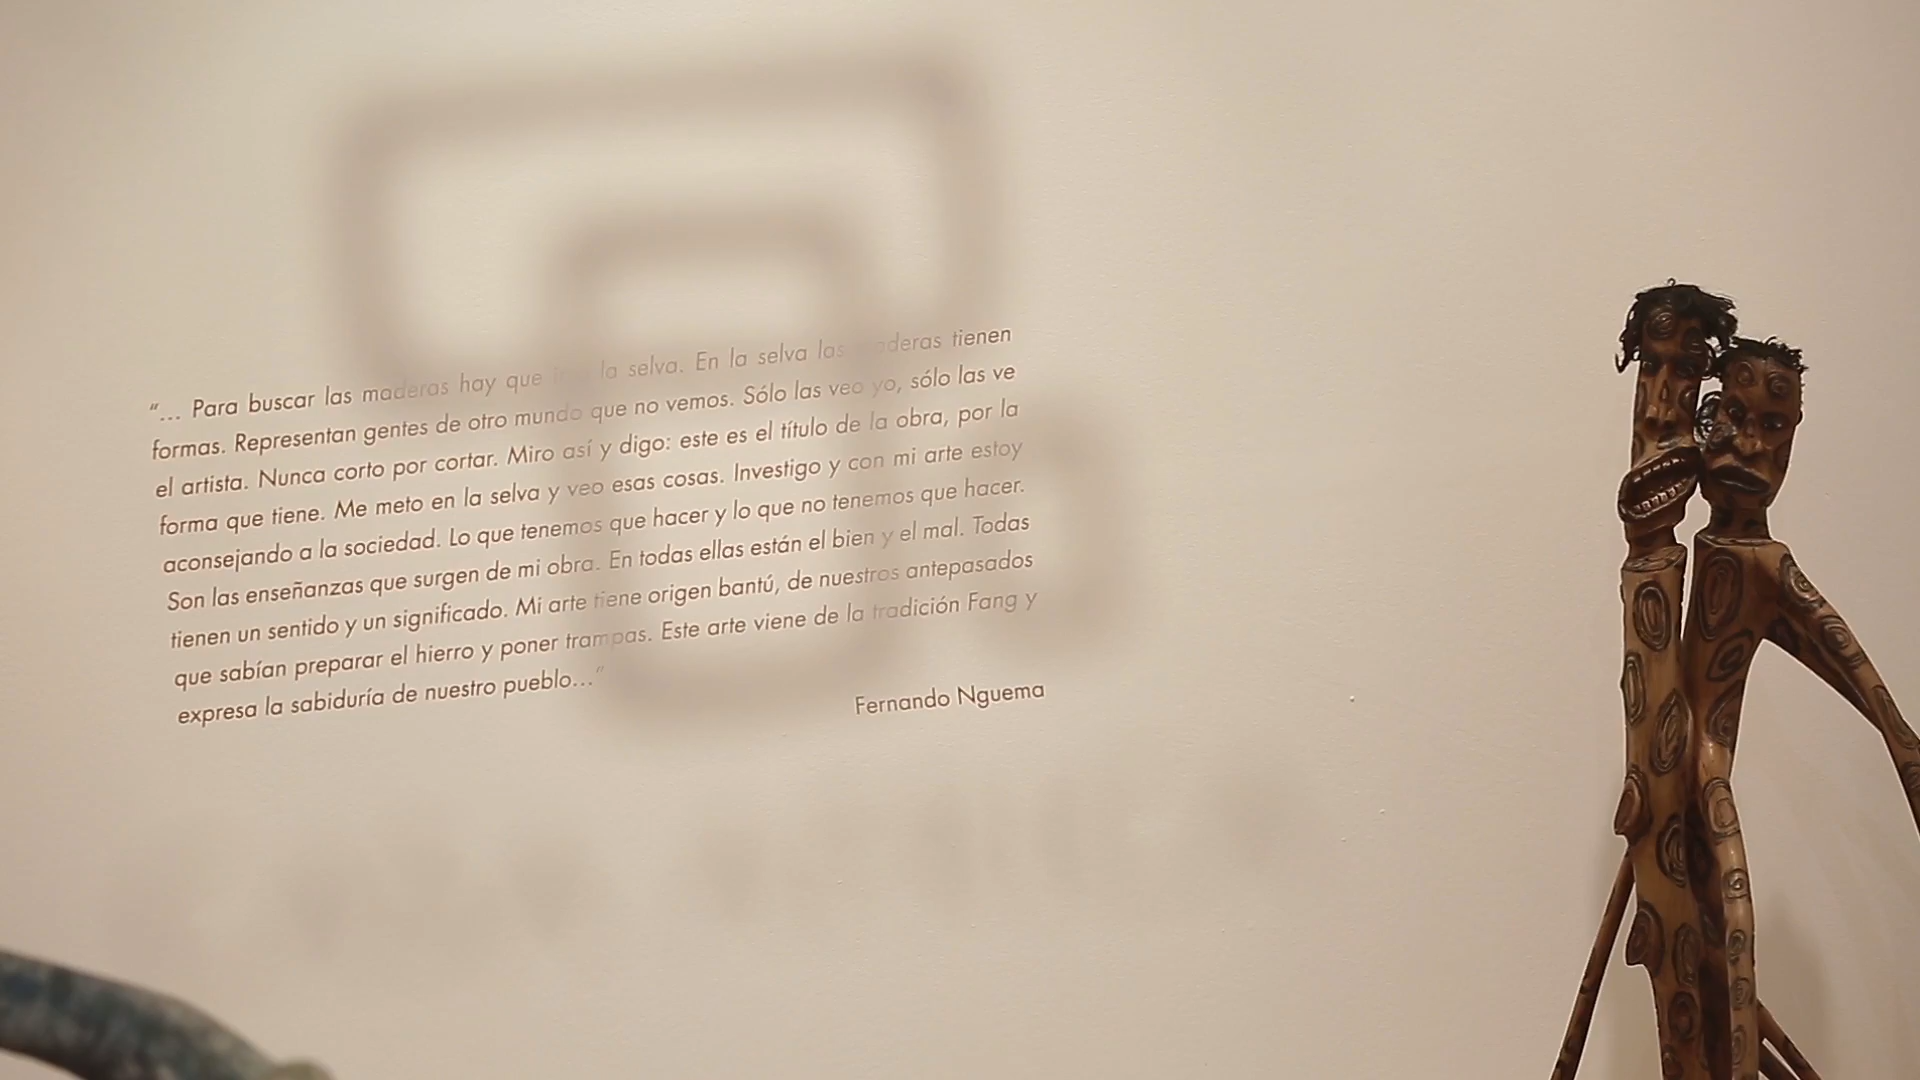 “... Para buscar las maderas hay que ir a la selva. En la selva las maderas tienen
formas. Representan gentes de otro mundo que no vemos. Sólo las veo yo, sólo las ve
el artista. Nunca corto por cortar. Miro así y digo: este es el título de la obra, por la
forma que tiene. Me meto en la selva y veo esas cosas. Investigo y con mi arte estoy
aconsejando a la sociedad. Lo que tenemos que hacer y lo que no tenemos que hacer.
Son las enseñanzas que surgen de mi obra. En todas ellas están el bien y el mal. Todas
tienen un sentido y un significado. Mi arte tiene origen bantú, de nuestros antepasados
que sabían preparar el hierro y poner trampas. Este arte viene de la tradición Fang y
expresa la sabiduría de nuestro pueblo...”
Fernando Nguema